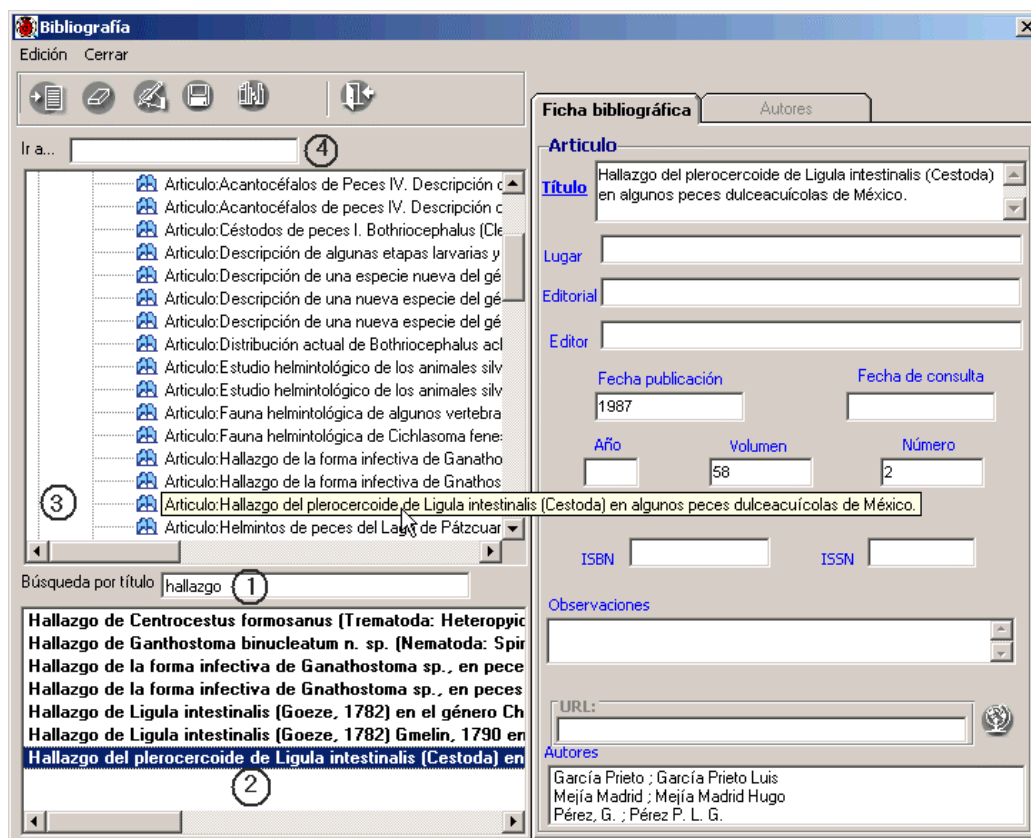 Bibliografía
Edición Cerrar
Ir a... 4
Articulo:Acantocéfalos de Peces IV. Descripción c
Articulo:Acantocéfalos de peces IV. Descripción c
Articulo:Céstodos de peces I. Bothriocephalus (Cle
Articulo:Descripción de algunas etapas larvarias y
Articulo:Descripción de una especie nueva del gé
Articulo:Descripción de una nueva especie del gé
Articulo:Descripción de una nueva especie del gé
Articulo:Distribución actual de Bothriocephalus acl
Articulo:Estudio helmintológico de los animales silv
Articulo:Estudio helmintológico de los animales silv
Articulo:Fauna helmintológica de algunos vertebra
Articulo:Fauna helmintológica de Cichlasoma fenes
Articulo:Hallazgo de la forma infectiva de Ganatho
Articulo:Hallazgo de la forma infectiva de Gnathos
3
Articulo:Hallazgo del plerocercoide de Ligula intestinalis (Cestoda) en algunos peces dulceacuícolas de México.
Articulo:Helmintos de peces del Lago de Pátzcuar
Búsqueda por título hallazgo 1
Hallazgo de Centrocestus formosanus (Trematoda: Heteropyic
Hallazgo de Ganthostoma binucleatum n. sp. (Nematoda: Spir
Hallazgo de la forma infectiva de Ganathostoma sp., en pece
Hallazgo de la forma infectiva de Gnathostoma sp., en peces
Hallazgo de Ligula intestinalis (Goeze, 1782) en el género Ch
Hallazgo de Ligula intestinalis (Goeze, 1782) Gmelin, 1790 en
Hallazgo del plerocercoide de Ligula intestinalis (Cestoda) en
2
Ficha bibliográfica Autores
Articulo
Título Hallazgo del plerocercoide de Ligula intestinalis (Cestoda)
en algunos peces dulceacuícolas de México.
Lugar
Editorial
Editor
Fecha publicación Fecha de consulta
1987
Año Volumen Número
58 2
ISBN ISSN
Observaciones
URL:
Autores
García Prieto ; García Prieto Luis
Mejía Madrid ; Mejía Madrid Hugo
Pérez, G. ; Pérez P. L. G.